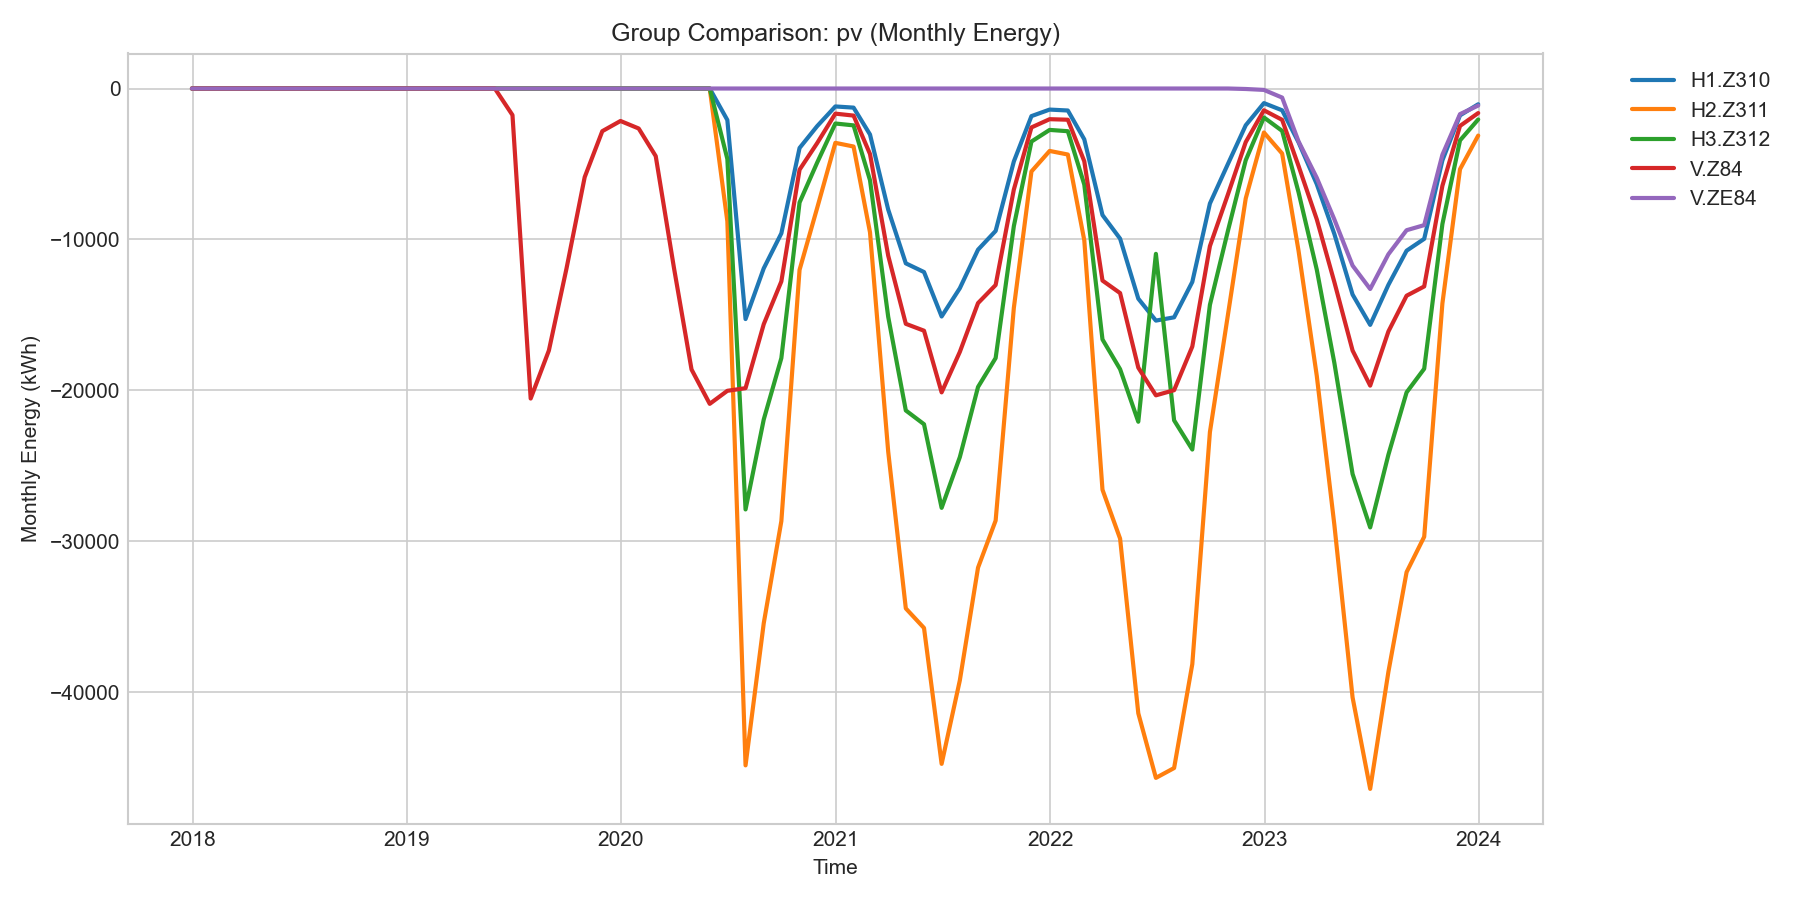 Group Comparison: pv (Monthly Energy)
H1.Z310
H2.Z311
H3.Z312
V.Z84
V.ZE84
Monthly Energy (kWh)
0
−10000
−20000
−30000
−40000
2018 2019 2020 2021 2022 2023 2024
Time